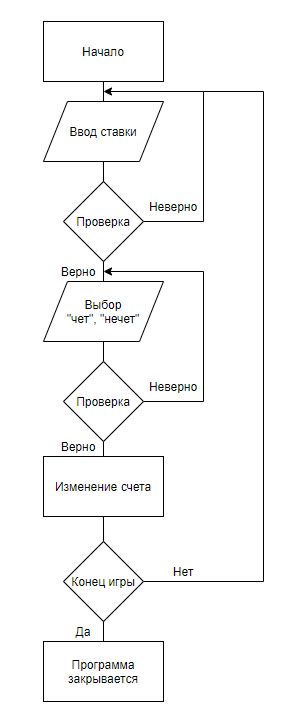 Начало
Ввод ставки
Проверка
Неверно
Верно
Выбор
"чет", "нечет"
Проверка
Неверно
Верно
Изменение счета
Конец игры
Нет
Да
Программа
закрывается